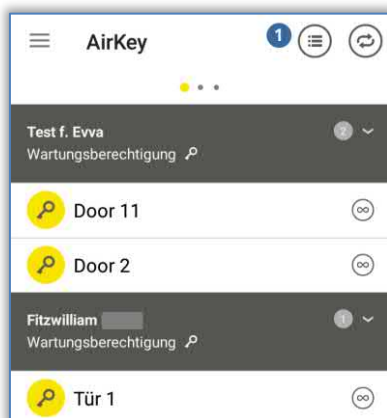 AirKey
1
Test f. Evva
2
Wartungsberechtigung
Door 11
Door 2
Fitzwilliam
1
Wartungsberechtigung
Tür 1